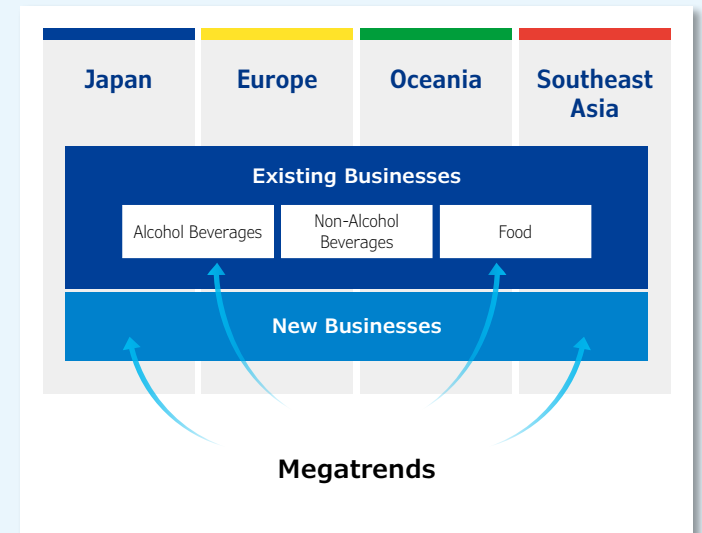 Japan
Europe
Oceania
Southeast
Asia
Existing Businesses
Alcohol Beverages
Non-Alcohol
Beverages
Food
New Businesses
Megatrends